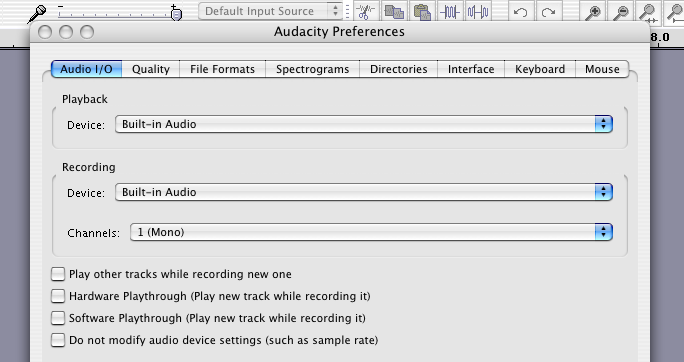 Default Input Source
Audacity Preferences
8.0
Audio I/O Quality File Formats Spectrograms Directories Interface Keyboard Mouse
Playback
Device: Built-in Audio
Recording
Device: Built-in Audio
Channels: 1 (Mono)
Play other tracks while recording new one
Hardware Playthrough (Play new track while recording it)
Software Playthrough (Play new track while recording it)
Do not modify audio device settings (such as sample rate)